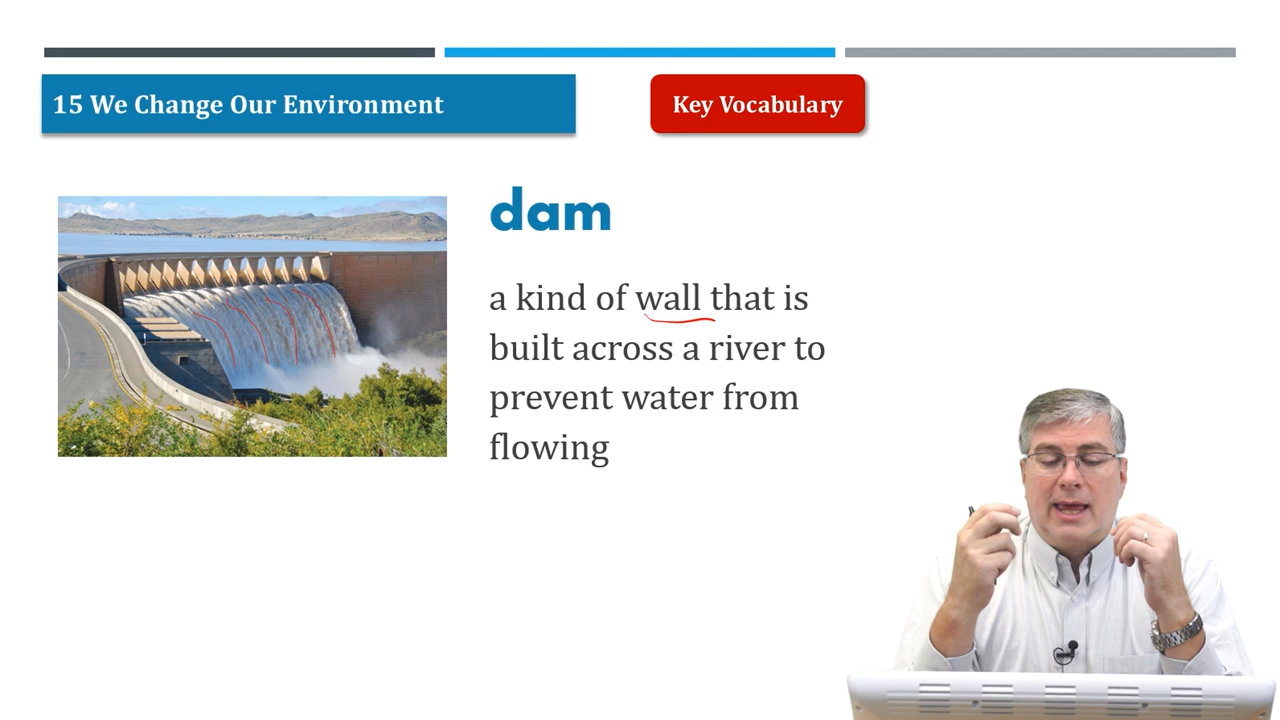 15 We Change Our Environment
Key Vocabulary
dam
a kind of wall that is
built across a river to
prevent water from
flowing